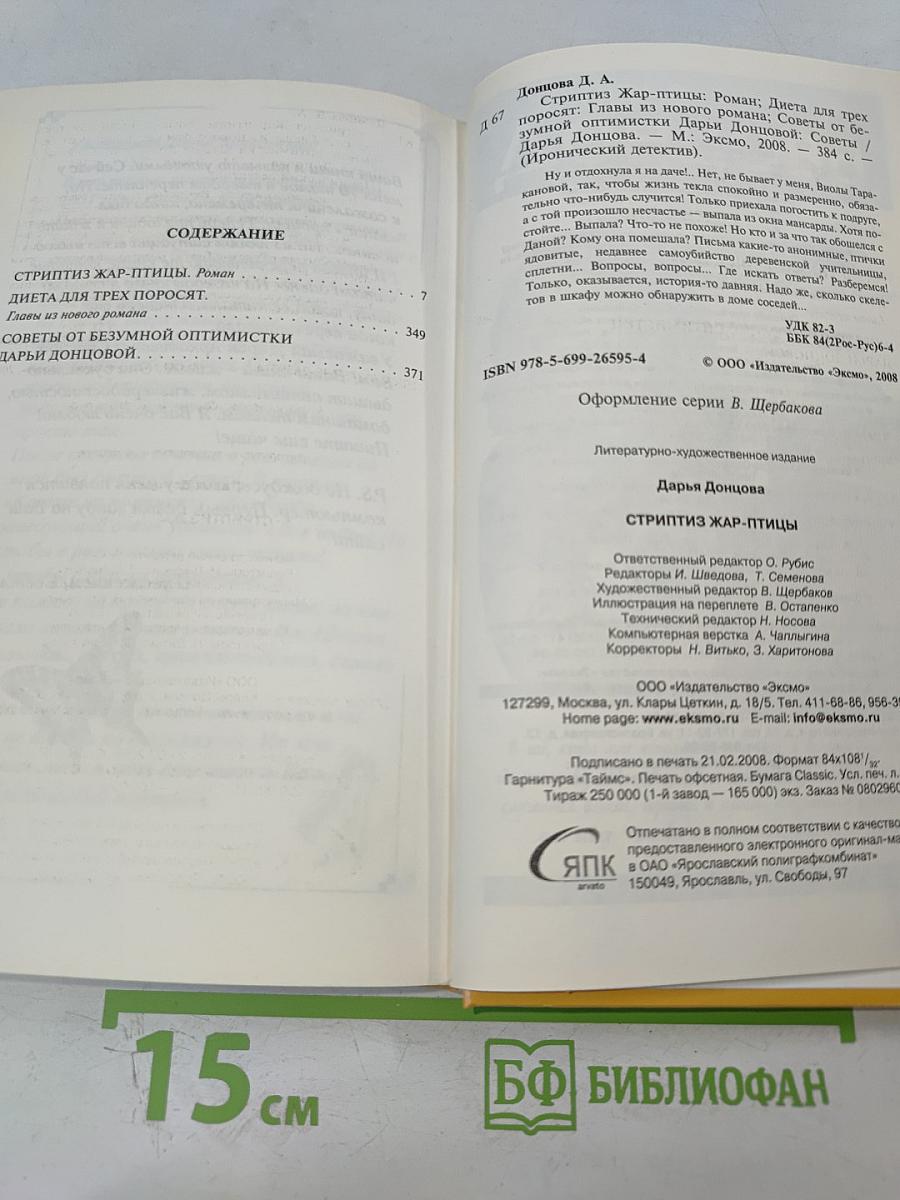 СОДЕРЖАНИЕ
СТРИПТИЗ ЖАР-ПТИЦЫ. Роман . . . . . . . . . . . . . . . . . . 7
ДИЕТА ДЛЯ ТРЕХ ПОРОСЯТ.
Главы из нового романа . . . . . . . . . . . . . . . . . . . . . . . 349
СОВЕТЫ ОТ БЕЗУМНОЙ ОПТИМИСТКИ
ДАРЬИ ДОНЦОВОЙ. . . . . . . . . . . . . . . . . . . . . . . . . . 371
Донцова Д. А.
Д 67
Стриптиз Жар-птицы: Роман; Диета для трех
поросят: Главы из нового романа; Советы от бе-
зумной оптимистки Дарьи Донцовой: Советы /
Дарья Донцова. — М.: Эксмо, 2008. — 384 с. —
(Иронический детектив).
Ну и отдохнула я на даче!.. Нет, не бывает у меня, Виолы Тара-
кановой, так, чтобы жизнь текла спокойно и размеренно, обяза-
тельно что-нибудь случится! Только приехала погостить к подруге,
а с той произошло несчастье — выпала из окна мансарды. Хотя по-
стойте... Выпала? Что-то не похоже! Но кто и за что так обошелся с
Даной? Кому она помешала? Письма какие-то анонимные, птички
ядовитые, недавнее самоубийство деревенской учительницы,
сплетни... Вопросы, вопросы... Где искать ответы? Разберемся!
Только, оказывается, история-то давняя. Надо же, сколько скеле-
тов в шкафу можно обнаружить в доме соседей...
УДК 82-3
ББК 84(2Рос-Рус)6-4
ISBN 978-5-699-26595-4
© ООО «Издательство «Эксмо», 2008
Оформление серии В. Щербакова
Литературно-художественное издание
Дарья Донцова
СТРИПТИЗ ЖАР-ПТИЦЫ
Ответственный редактор О. Рубис
Редакторы И. Шведова, Т. Семенова
Художественный редактор В. Щербаков
Иллюстрация на переплете В. Остапенко
Технический редактор Н. Носова
Компьютерная верстка А. Чаплыгина
Корректоры Н. Витько, З. Харитонова
ООО «Издательство «Эксмо»
127299, Москва, ул. Клары Цеткин, д. 18/5. Тел. 411-68-86, 956-3
Home page: www.eksmo.ru E-mail: info@eksmo.ru
Подписано в печать 21.02.2008. Формат 84x108 1/32.
Гарнитура «Таймс». Печать офсетная. Бумага Classic. Усл. печ. л.
Тираж 250 000 (1-й завод — 165 000) экз. Заказ № 0802960
ЯПК
arvato
Отпечатано в полном соответствии с качество
предоставленного электронного оригинал-ма
в ОАО «Ярославский полиграфкомбинат»
150049, Ярославль, ул. Свободы, 97
15 см
БФ БИБЛИОФАН